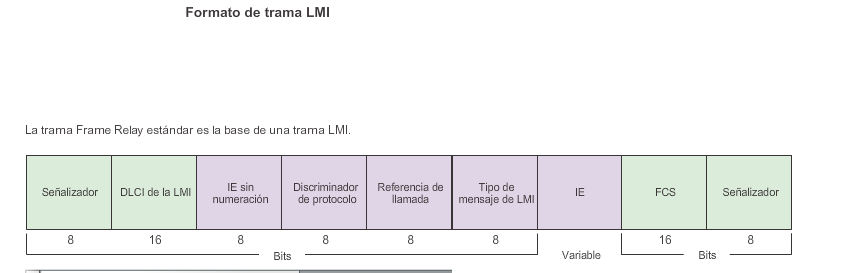 Formato de trama LMI
La trama Frame Relay estándar es la base de una trama LMI.
Señalizador
DLCI de la LMI
IE sin
numeración
Discriminador
de protocolo
Referencia de
llamada
Tipo de
mensaje de LMI
IE
FCS
Señalizador
8 16 8 8 8 8 16 8
Bits Variable Bits